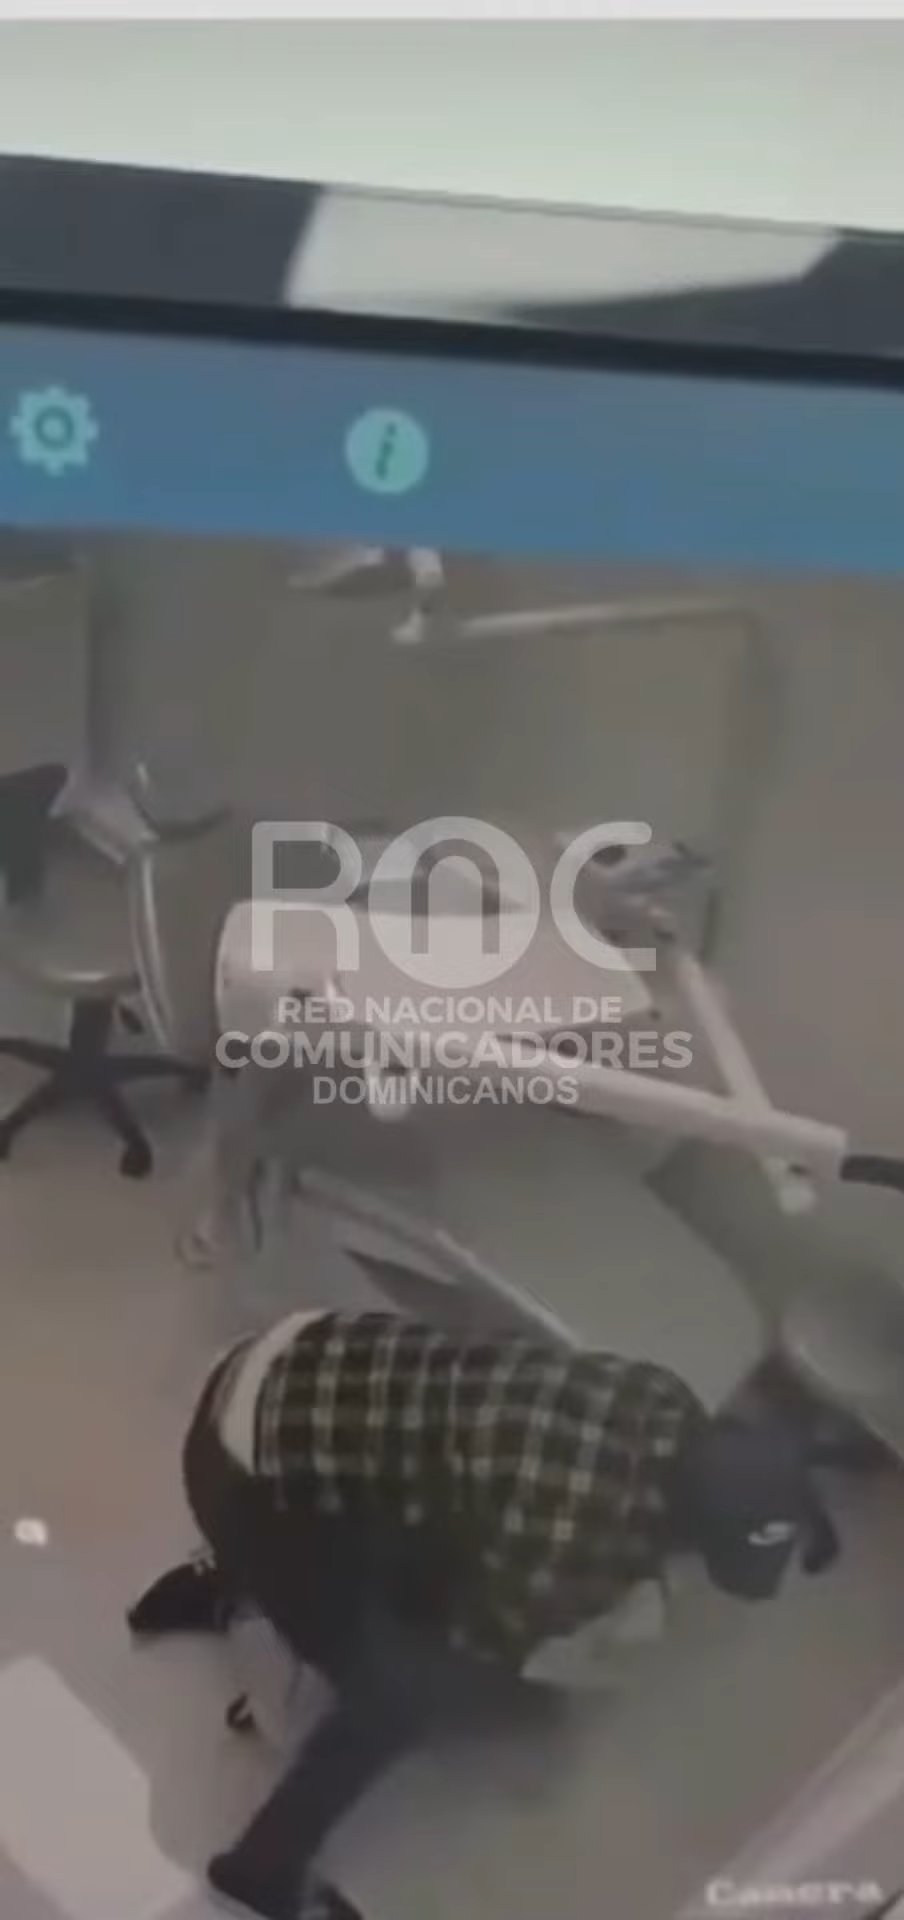 i
RNC
RED NACIONAL DE
COMUNICADORES
DOMINICANOS
Camera